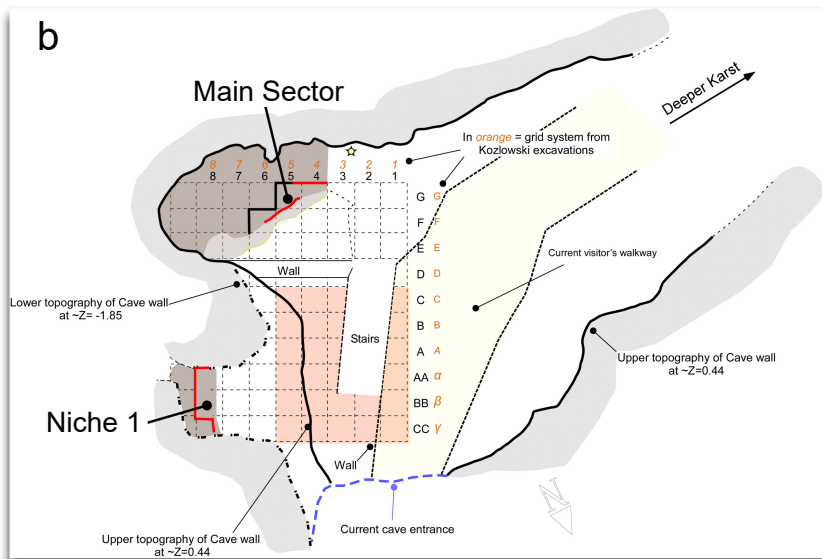 b
Main Sector
Deeper Karst
In orange = grid system from
Kozlowski excavations
8 7 6 5 4 3 2 1
8 7 6 5 4 3 2 1
G G
F F
E E
D D
C C
B B
A A
AA α
BB β
CC γ
Current visitor's walkway
Wall
Lower topography of Cave wall
at ~Z= -1.85
Stairs
Upper topography of Cave wall
at ~Z=0.44
Niche 1
Wall
Current cave entrance
N
Upper topography of Cave wall
at ~Z=0.44